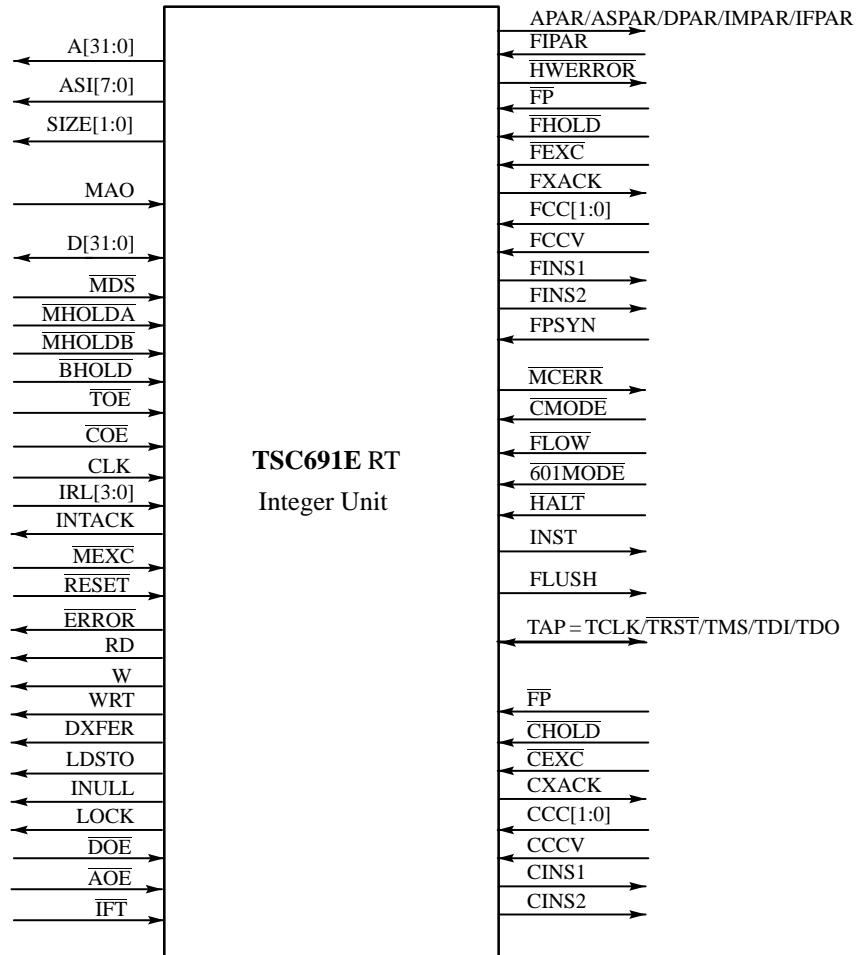 A[31:0]
ASI[7:0]
SIZE[1:0]
MAO
D[31:0]
MDS
MHOLDA
MHOLDB
BHOLD
TOE
COE
CLK
IRL[3:0]
INTACK
MEXC
RESET
ERROR
RD
W
WRT
DXFER
LDSTO
INULL
LOCK
DOE
AOE
IFT
TSC691E RT
Integer Unit
APAR/ASPAR/DPAR/IMPAR/IFPAR
FIPAR
HWERROR
FP
FHOLD
FEXC
FXACK
FCC[1:0]
FCCV
FINS1
FINS2
FPSYN
MCERR
CMODE
FLOW
601MODE
HALT
INST
FLUSH
TAP = TCLK/TRST/TMS/TDI/TDO
FP
CHOLD
CEXC
CXACK
CCC[1:0]
CCCV
CINS1
CINS2